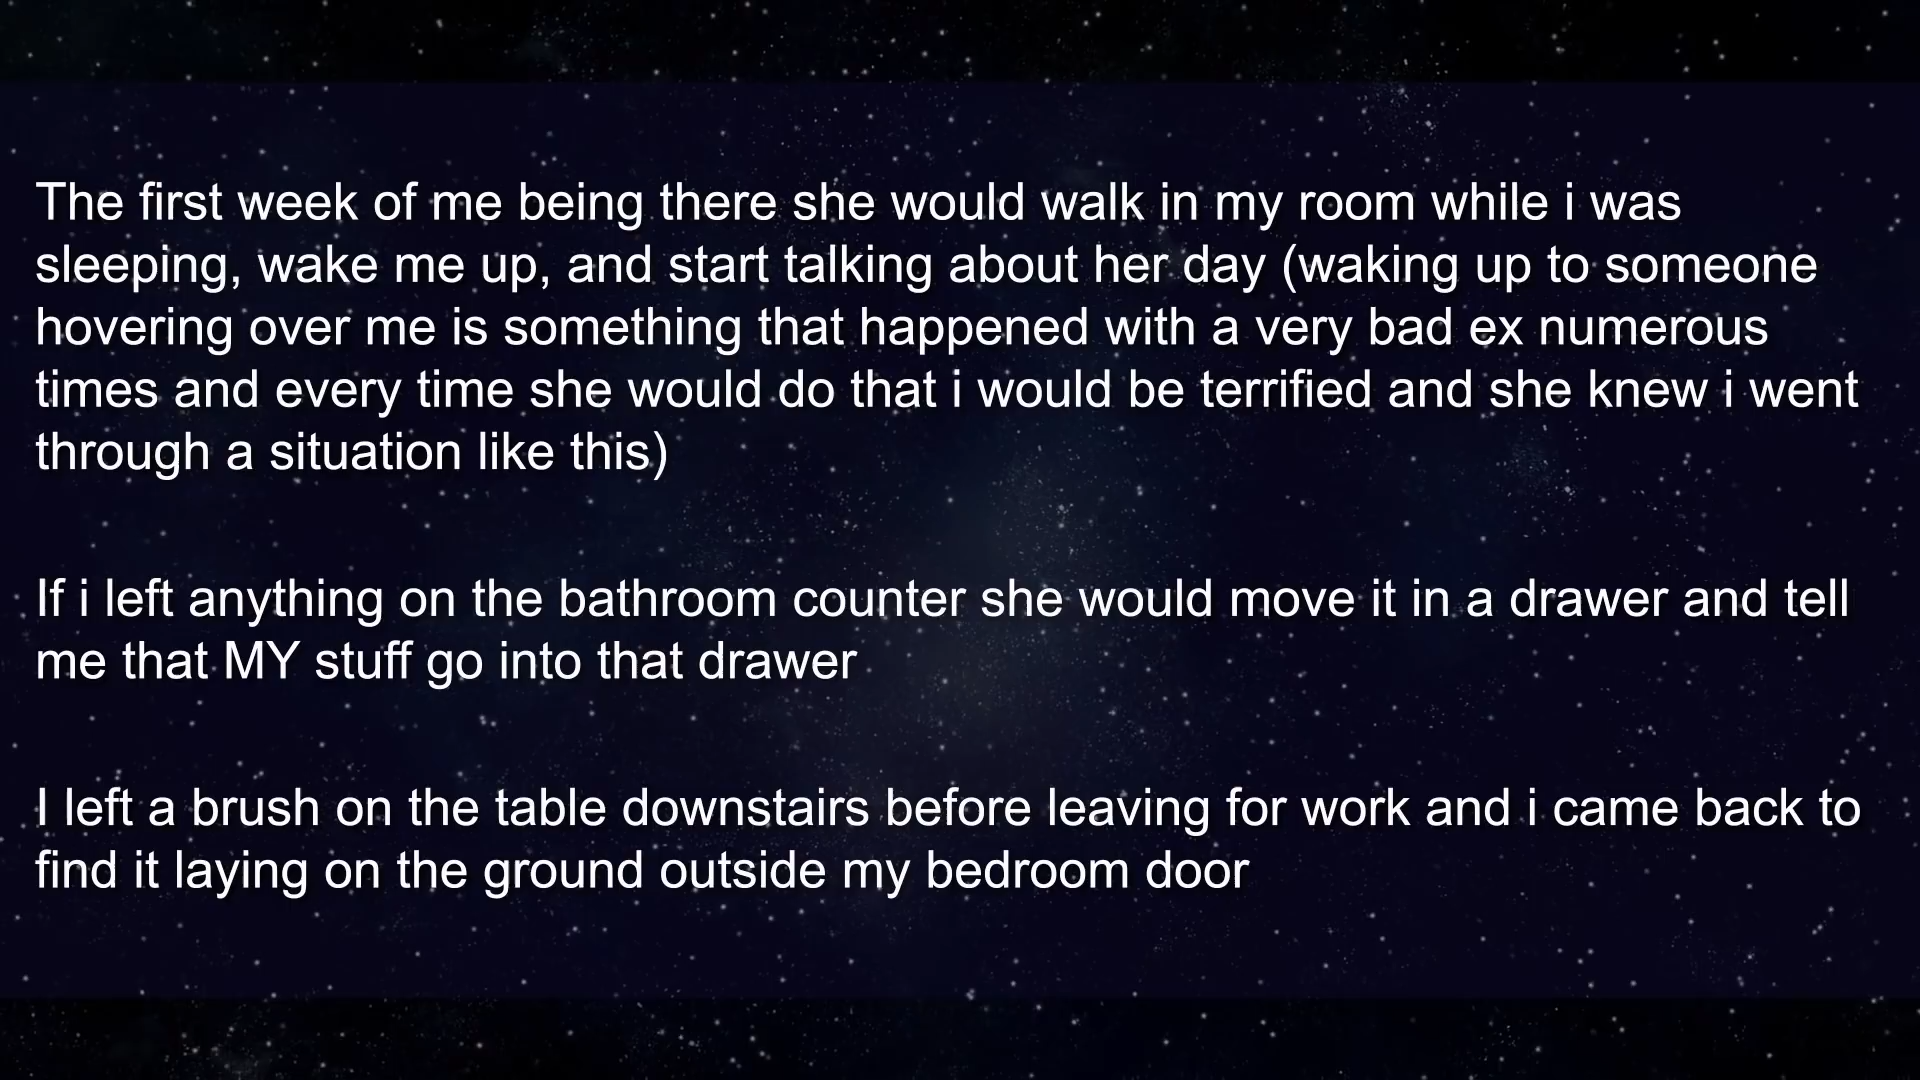 The first week of me being there she would walk in my room while i was
sleeping, wake me up, and start talking about her day (waking up to someone
hovering over me is something that happened with a very bad ex numerous
times and every time she would do that i would be terrified and she knew i went
through a situation like this)
If i left anything on the bathroom counter she would move it in a drawer and tell
me that MY stuff go into that drawer
I left a brush on the table downstairs before leaving for work and i came back to
find it laying on the ground outside my bedroom door